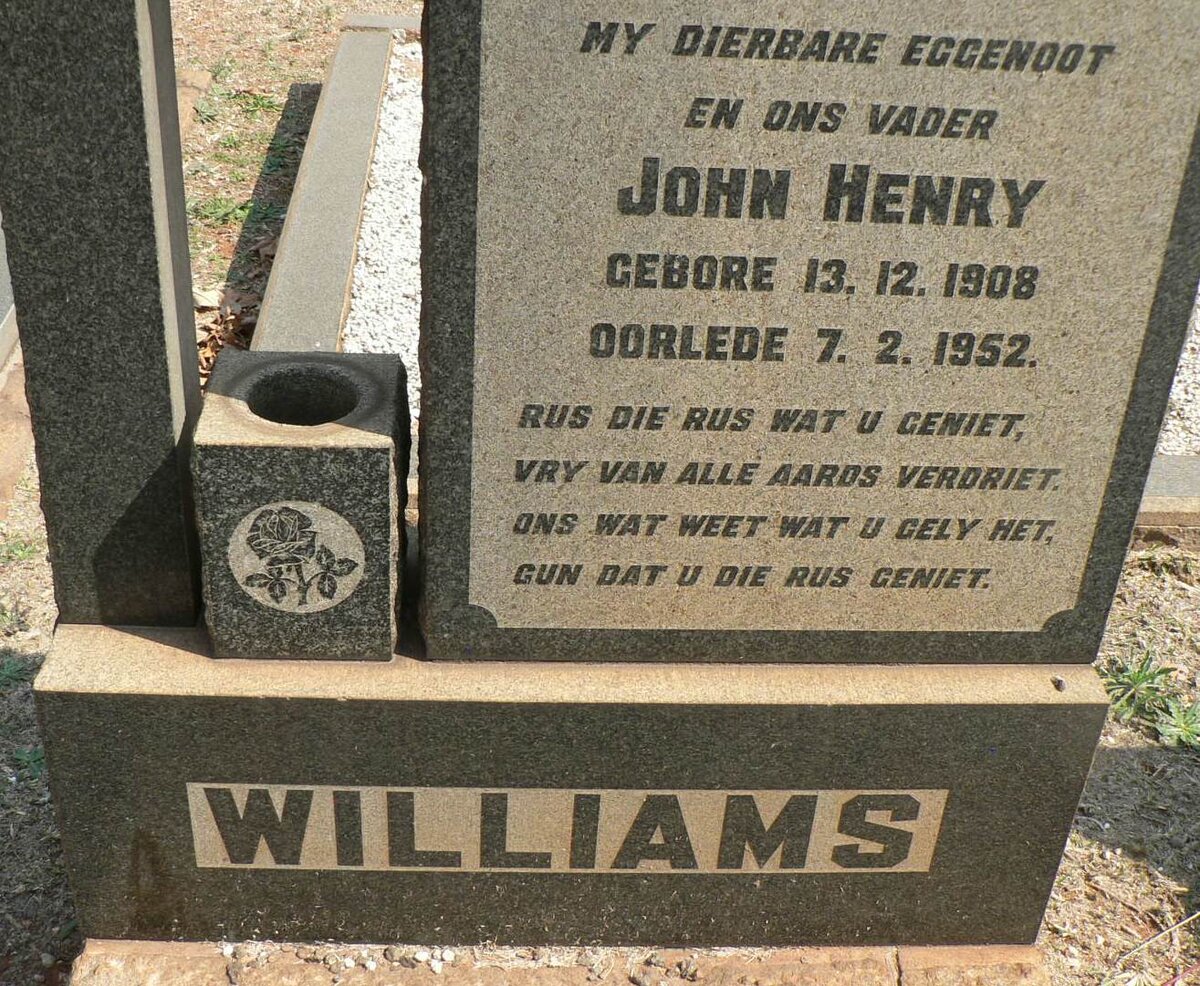 MY DIERBARE EGGENOOT
EN ONS VADER
JOHN HENRY
GEBORE 13. 12. 1908
OORLEDE 7. 2. 1952.
RUS DIE RUS WAT U GENIET,
VRY VAN ALLE AARDS VERDRIET.
ONS WAT WEET WAT U GELY HET,
GUN DAT U DIE RUS GENIET.
WILLIAMS